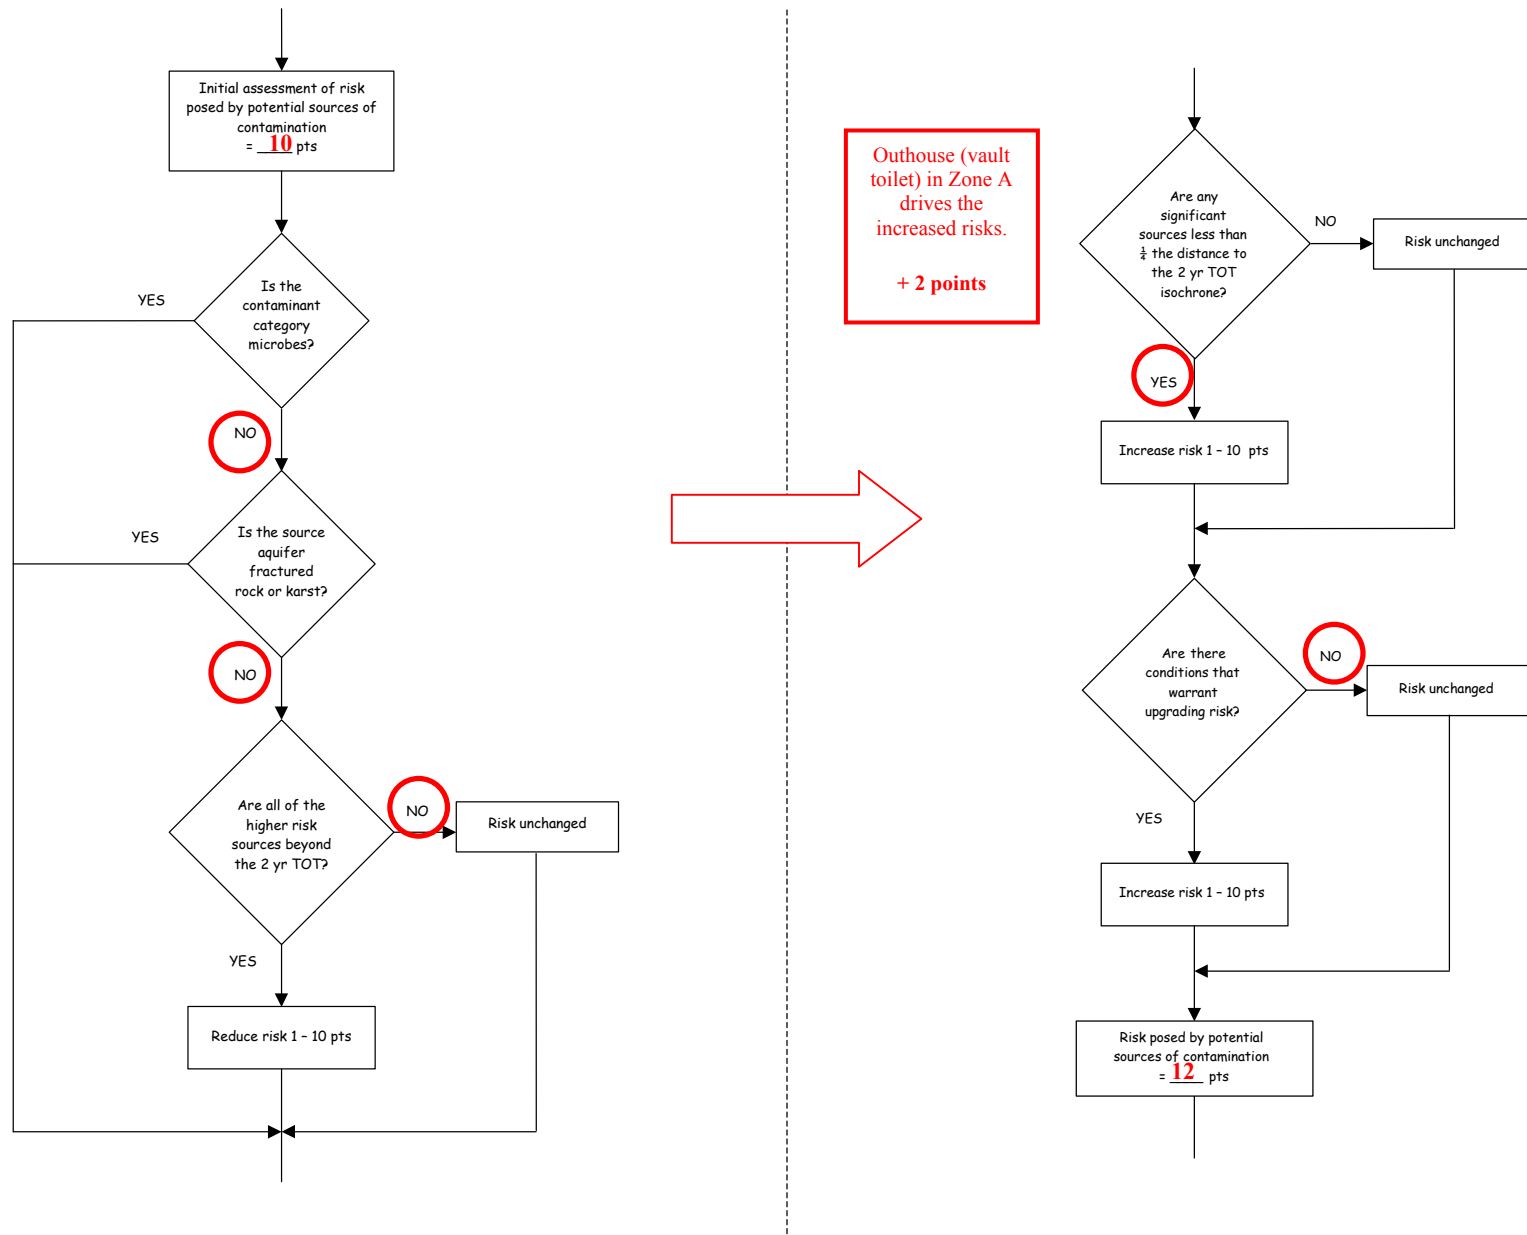 Initial assessment of risk
posed by potential sources of
contamination
= 10 pts
Is the
contaminant
category
microbes?
YES
NO
Is the source
aquifer
fractured
rock or karst?
YES
NO
Are all of the
higher risk
sources beyond
the 2 yr TOT?
NO
Risk unchanged
YES
Reduce risk 1 – 10 pts
Outhouse (vault
toilet) in Zone A
drives the
increased risks.
+ 2 points
Are any
significant
sources less than
¼ the distance to
the 2 yr TOT
isochrone?
NO
Risk unchanged
YES
Increase risk 1 – 10 pts
Are there
conditions that
warrant
upgrading risk?
NO
Risk unchanged
YES
Increase risk 1 – 10 pts
Risk posed by potential
sources of contamination
= 12 pts